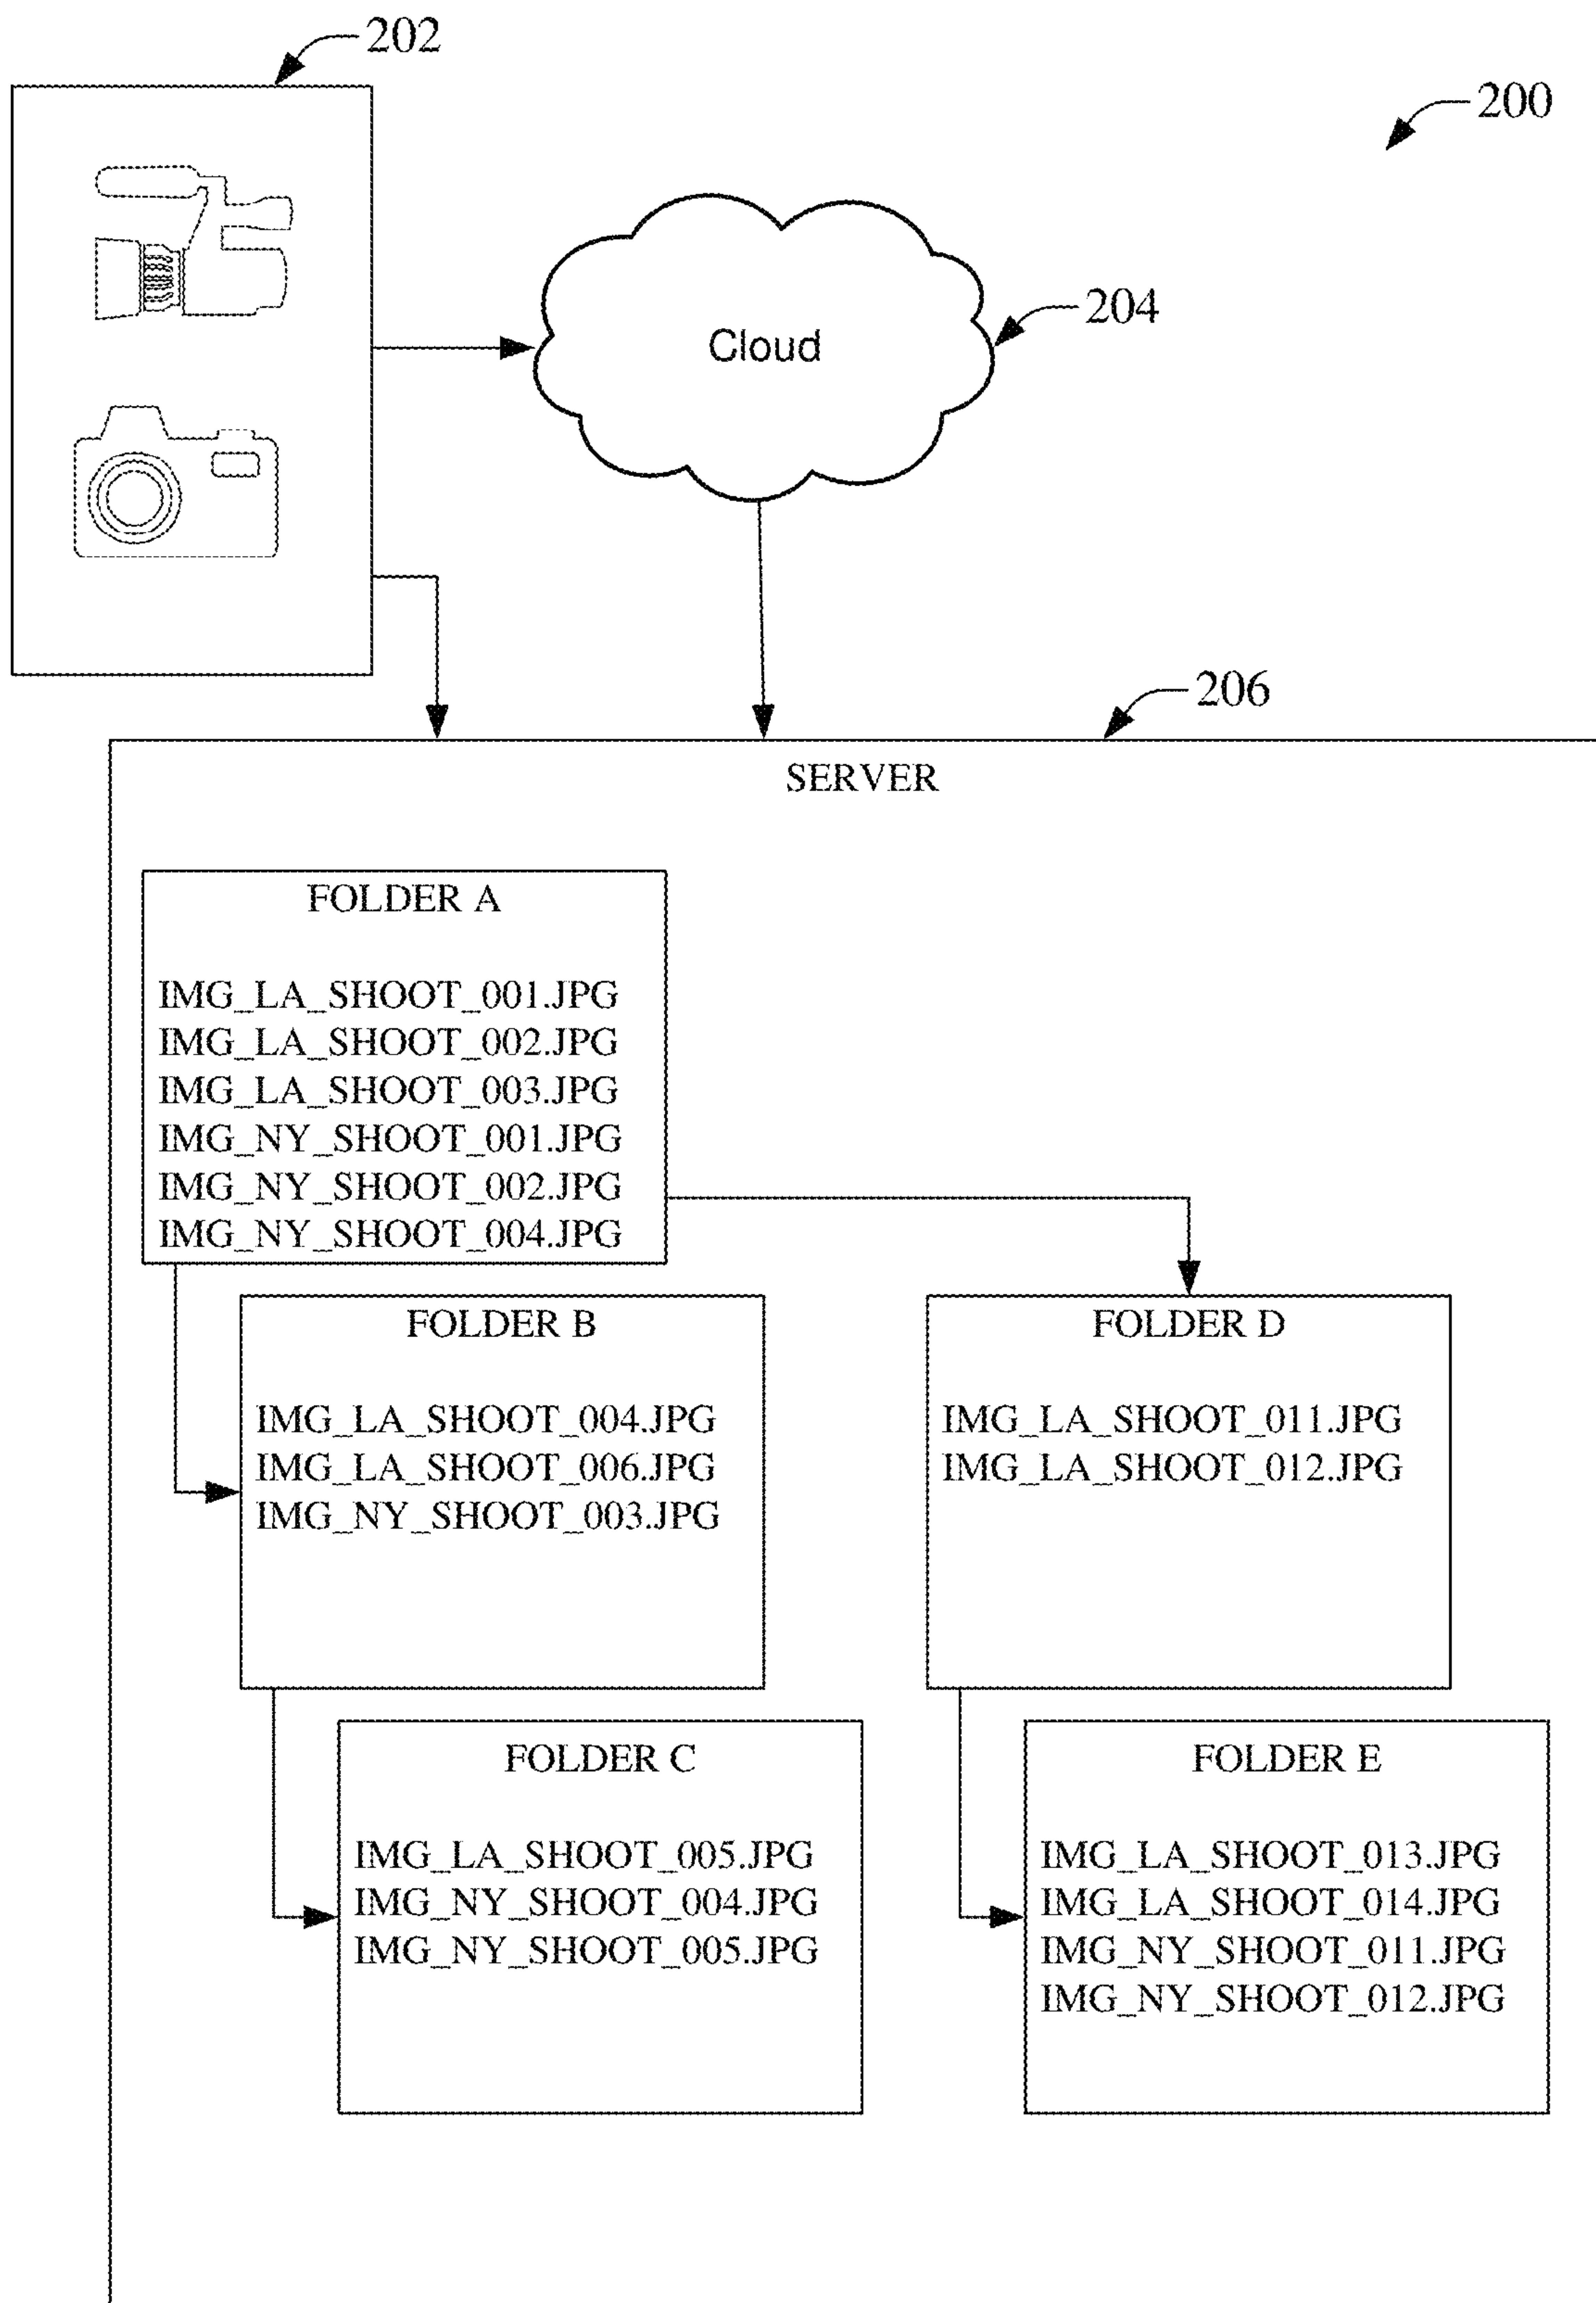 202
200
204
Cloud
206
SERVER
FOLDER A
IMG_LA_SHOOT_001.JPG
IMG_LA_SHOOT_002.JPG
IMG_LA_SHOOT_003.JPG
IMG_NY_SHOOT_001.JPG
IMG_NY_SHOOT_002.JPG
IMG_NY_SHOOT_004.JPG
FOLDER B
IMG_LA_SHOOT_004.JPG
IMG_LA_SHOOT_006.JPG
IMG_NY_SHOOT_003.JPG
FOLDER D
IMG_LA_SHOOT_011.JPG
IMG_LA_SHOOT_012.JPG
FOLDER C
IMG_LA_SHOOT_005.JPG
IMG_NY_SHOOT_004.JPG
IMG_NY_SHOOT_005.JPG
FOLDER E
IMG_LA_SHOOT_013.JPG
IMG_LA_SHOOT_014.JPG
IMG_NY_SHOOT_011.JPG
IMG_NY_SHOOT_012.JPG